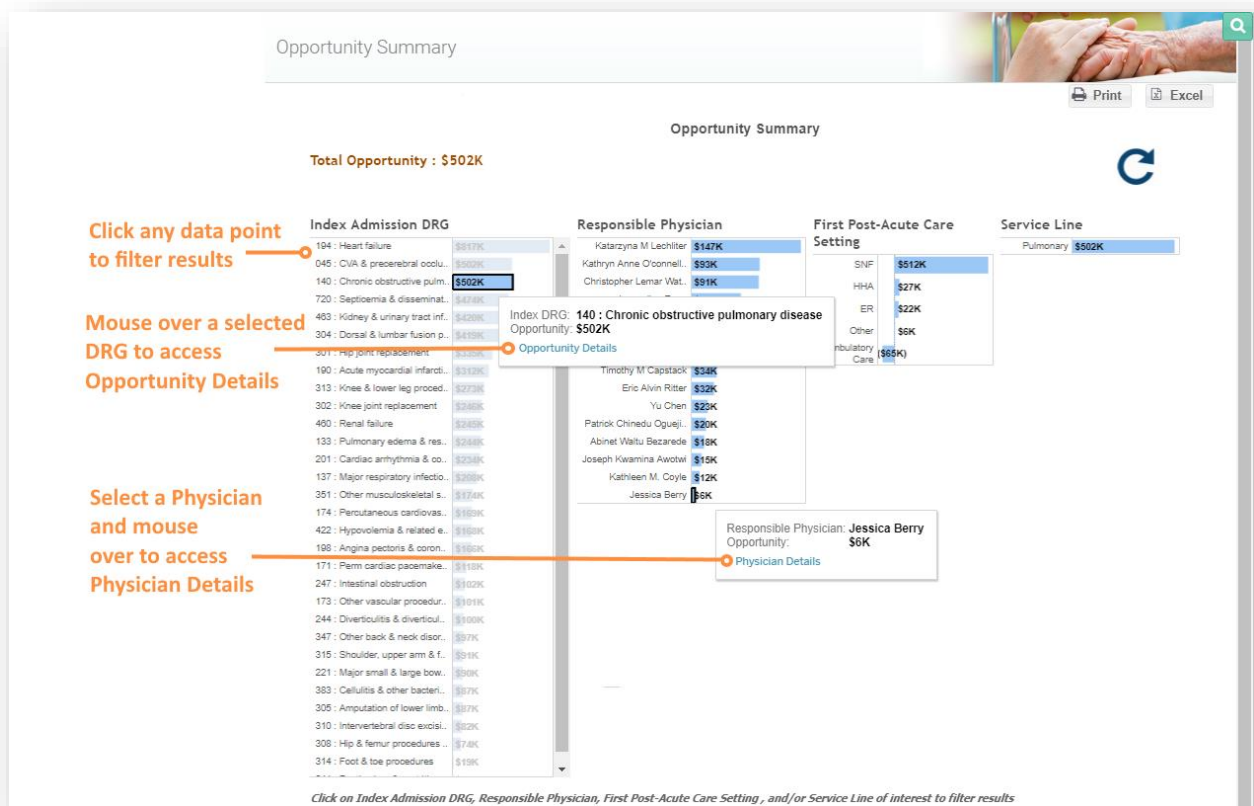 Opportunity Summary
Print
Excel
Opportunity Summary
Total Opportunity : $502K
Click any data point
to filter results
Mouse over a selected
DRG to access
Opportunity Details
Select a Physician
and mouse
over to access
Physician Details
Index Admission DRG
194 : Heart failure $817K
045 : CVA & precerebral occlu.. $502K
140 : Chronic obstructive pulm.. $502K
720 : Septicemia & disseminat.. $474K
463 : Kidney & urinary tract inf.. $420K
304 : Dorsal & lumbar fusion p.. $419K
301 : Hip joint replacement $335K
190 : Acute myocardial infarcti.. $312K
313 : Knee & lower leg proced.. $273K
302 : Knee joint replacement $246K
460 : Renal failure $245K
133 : Pulmonary edema & res.. $244K
201 : Cardiac arrhythmia & co.. $234K
137 : Major respiratory infectio.. $200K
351 : Other musculoskeletal s.. $174K
174 : Percutaneous cardiovas.. $169K
422 : Hypovolemia & related e.. $168K
198 : Angina pectoris & coron.. $166K
171 : Perm cardiac pacemake.. $118K
247 : Intestinal obstruction $102K
173 : Other vascular procedur.. $101K
244 : Diverticulitis & diverticul.. $100K
347 : Other back & neck disor.. $97K
315 : Shoulder, upper arm & f.. $91K
221 : Major small & large bow.. $90K
383 : Cellulitis & other bacteri.. $87K
305 : Amputation of lower limb.. $87K
310 : Intervertebral disc excisi.. $82K
308 : Hip & femur procedures .. $74K
314 : Foot & toe procedures $19K
Responsible Physician
Katarzyna M Lechliter $147K
Kathryn Anne O'connell.. $93K
Christopher Lemar Wat.. $91K
Timothy M Capstack $34K
Eric Alvin Ritter $32K
Yu Chen $23K
Patrick Chinedu Ogueji.. $20K
Abinet Waitu Bezarede $18K
Joseph Kwamina Awotwi $15K
Kathleen M. Coyle $12K
Jessica Berry $6K
First Post-Acute Care
Setting
SNF $512K
HHA $27K
ER $22K
Other $6K
mbulatory
Care ($65K)
Service Line
Pulmonary $502K
Index DRG: 140 : Chronic obstructive pulmonary disease
Opportunity: $502K
Opportunity Details
Responsible Physician: Jessica Berry
Opportunity: $6K
Physician Details
Click on Index Admission DRG, Responsible Physician, First Post-Acute Care Setting , and/or Service Line of interest to filter results